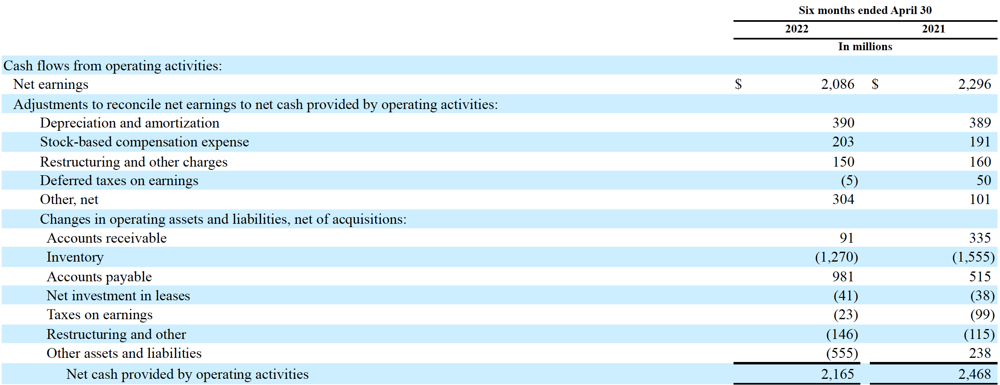 Six months ended April 30
2022 2021
In millions
Cash flows from operating activities:
Net earnings $ 2,086 $ 2,296
Adjustments to reconcile net earnings to net cash provided by operating activities:
Depreciation and amortization 390 389
Stock-based compensation expense 203 191
Restructuring and other charges 150 160
Deferred taxes on earnings (5) 50
Other, net 304 101
Changes in operating assets and liabilities, net of acquisitions:
Accounts receivable 91 335
Inventory (1,270) (1,555)
Accounts payable 981 515
Net investment in leases (41) (38)
Taxes on earnings (23) (99)
Restructuring and other (146) (115)
Other assets and liabilities (555) 238
Net cash provided by operating activities 2,165 2,468